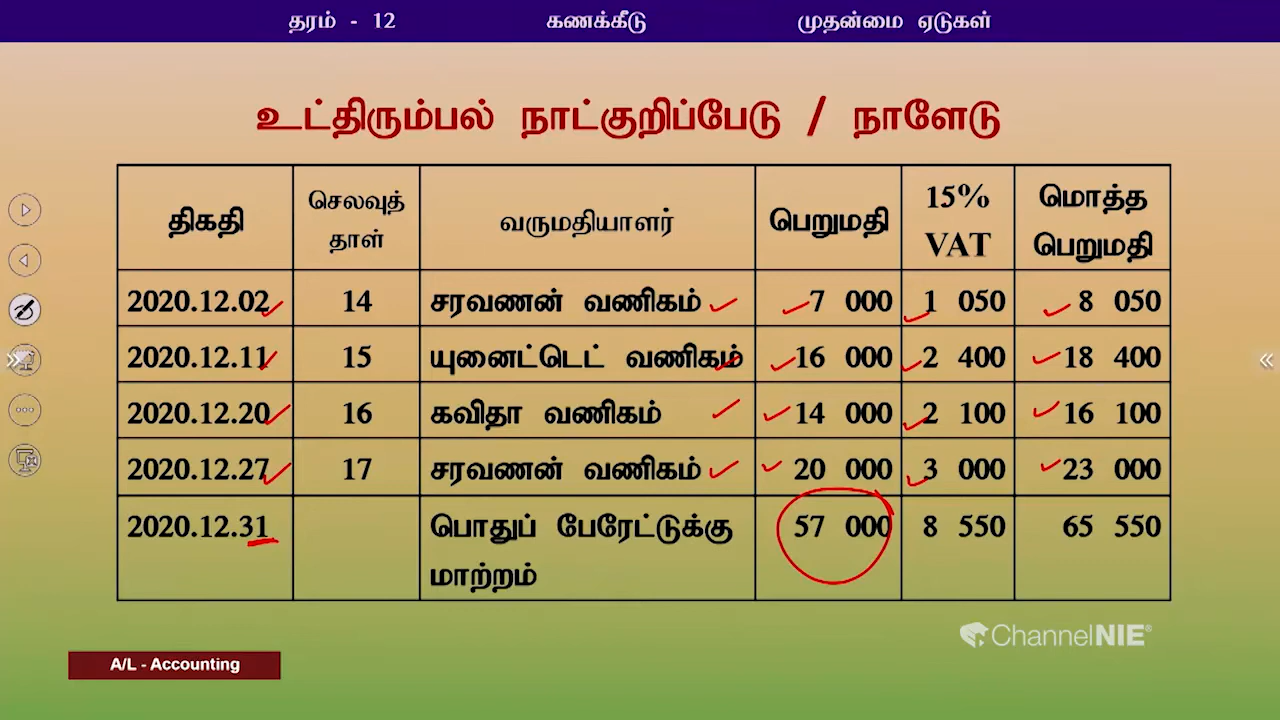 தரம் - 12 கணக்கீடு முதன்மை ஏடுகள்
உட்திரும்பல் நாட்குறிப்பேடு / நாளேடு
திகதி செலவுத் தாள் வருமதியாளர் பெறுமதி 15% VAT மொத்த பெறுமதி
2020.12.02 14 சரவணன் வணிகம் 7 000 1 050 8 050
2020.12.11 15 யுனைட்டெட் வணிகம் 16 000 2 400 18 400
2020.12.20 16 கவிதா வணிகம் 14 000 2 100 16 100
2020.12.27 17 சரவணன் வணிகம் 20 000 3 000 23 000
2020.12.31 பொதுப் பேரேட்டுக்கு 57 000 8 550 65 550
மாற்றம்
ChannelNIE
A/L - Accounting